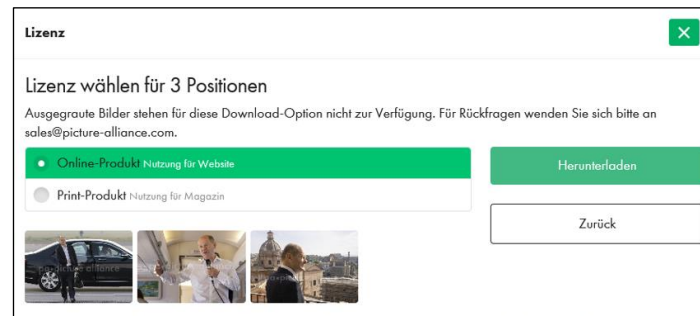 Lizenz
Lizenz wählen für 3 Positionen
Ausgegraute Bilder stehen für diese Download-Option nicht zur Verfügung. Für Rückfragen wenden Sie sich bitte an
sales@picture-alliance.com.
Online-Produkt Nutzung für Website
Herunterladen
Print-Produkt Nutzung für Magazin
Zurück
picture alliance